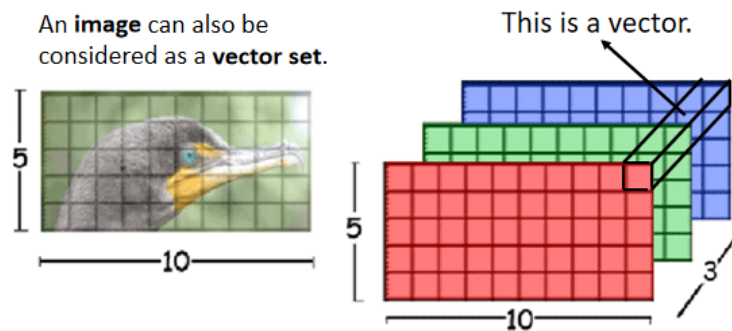 An image can also be
considered as a vector set.
This is a vector.
5
10
5
10
3